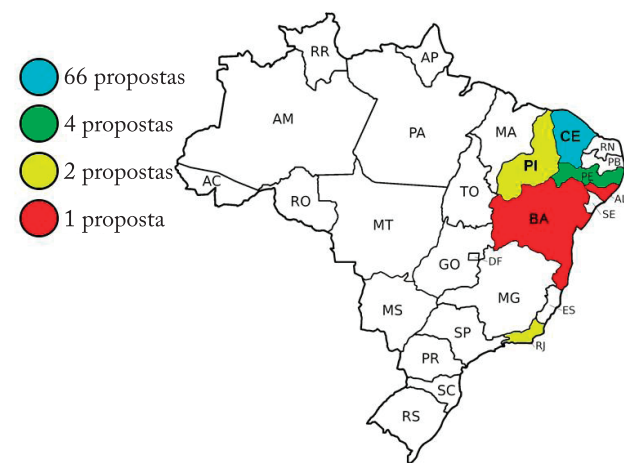 66 propostas
4 propostas
2 propostas
1 proposta
RR
AP
AM
PA
MA
CE
RN
PB
PI
PE
AL
SE
AC
RO
TO
BA
MT
GO
DF
MG
ES
MS
SP
RJ
PR
SC
RS